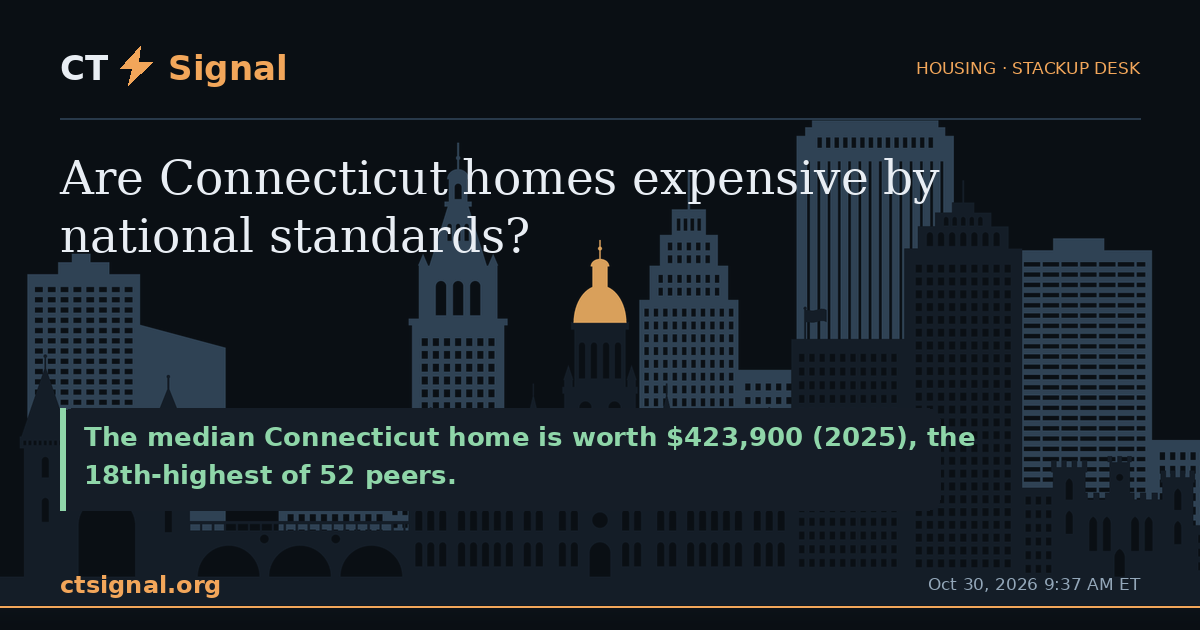 CT Signal
HOUSING · STACKUP DESK
Are Connecticut homes expensive by
national standards?
The median Connecticut home is worth $423,900 (2025), the
18th-highest of 52 peers.
ctsignal.org
Oct 30, 2026 9:37 AM ET